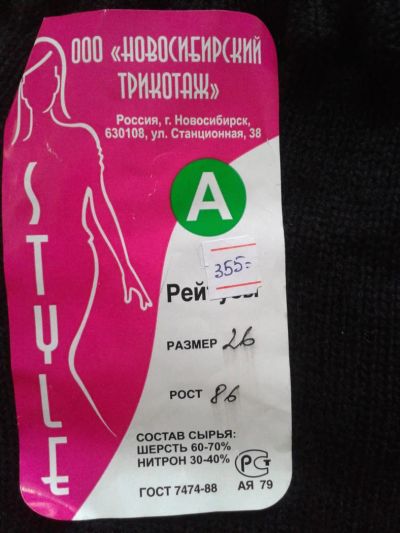 ООО «НОВОСИБИРСКИЙ
ТРИКОТАЖ»
Россия, г. Новосибирск,
630108, ул. Станционная, 38
STYLE
А
355=
РАЗМЕР 26
РОСТ 86
СОСТАВ СЫРЬЯ:
ШЕРСТЬ 60-70%
НИТРОН 30-40%
РСТ
ГОСТ 7474-88
АЯ 79